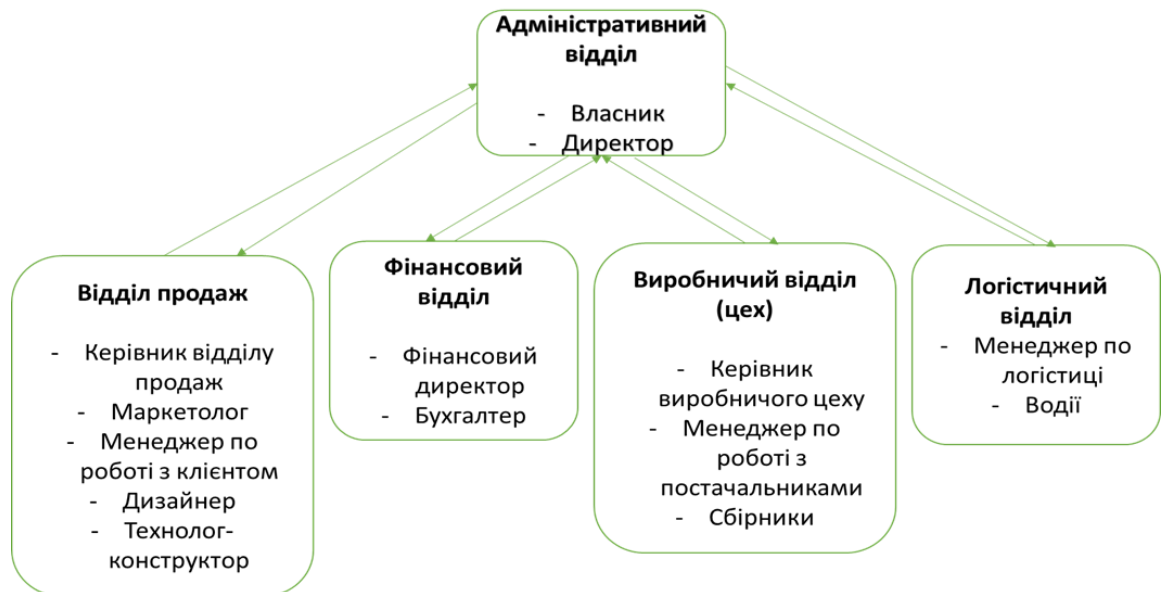 Адміністративний
відділ
- Власник
- Директор
Відділ продаж
- Керівник відділу
продаж
- Маркетолог
- Менеджер по
роботі з клієнтом
- Дизайнер
- Технолог-
конструктор
Фінансовий
відділ
- Фінансовий
директор
- Бухгалтер
Виробничий відділ
(цех)
- Керівник
виробничого цеху
- Менеджер по
роботі з
постачальниками
- Сбірники
Логістичний
відділ
- Менеджер по
логістиці
- Водії